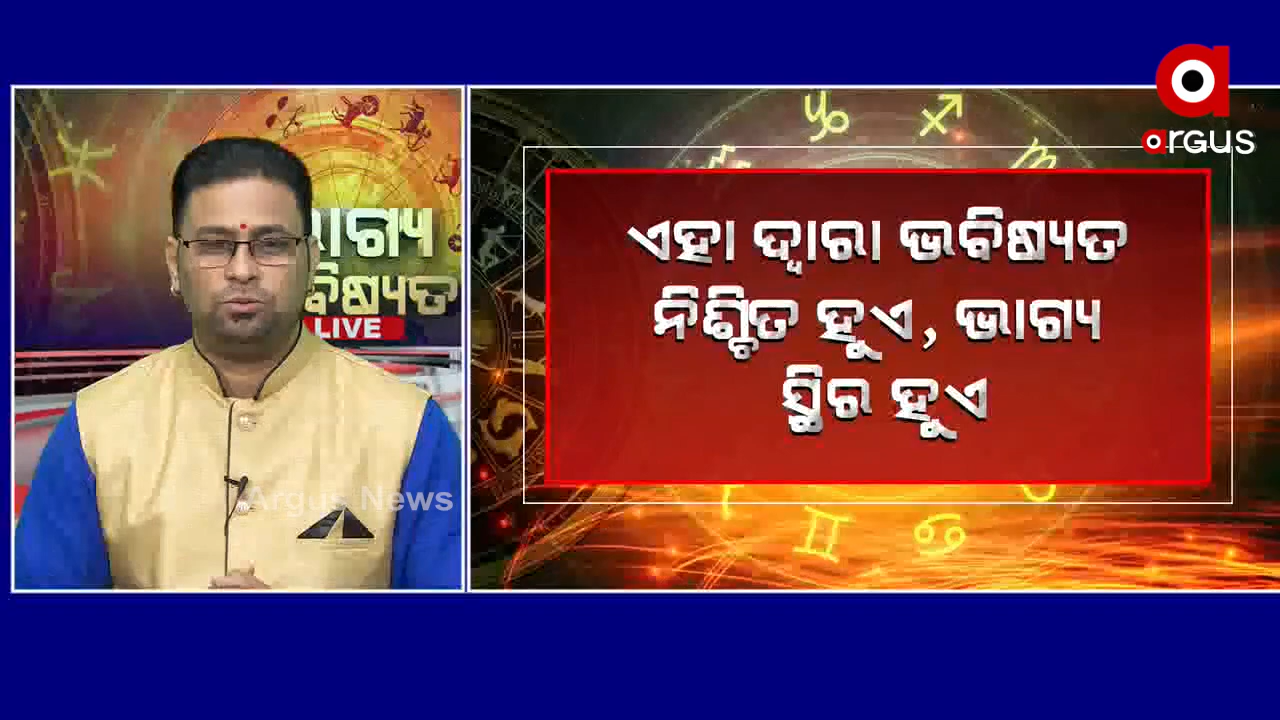 argus
ଭାଗ୍ୟ
ଭବିଷ୍ୟତ
LIVE
Argus News
ଏହା ଦ୍ୱାରା ଭବିଷ୍ୟତ
ନିଶ୍ଚିତ ହୁଏ, ଭାଗ୍ୟ
ସ୍ଥିର ହୁଏ